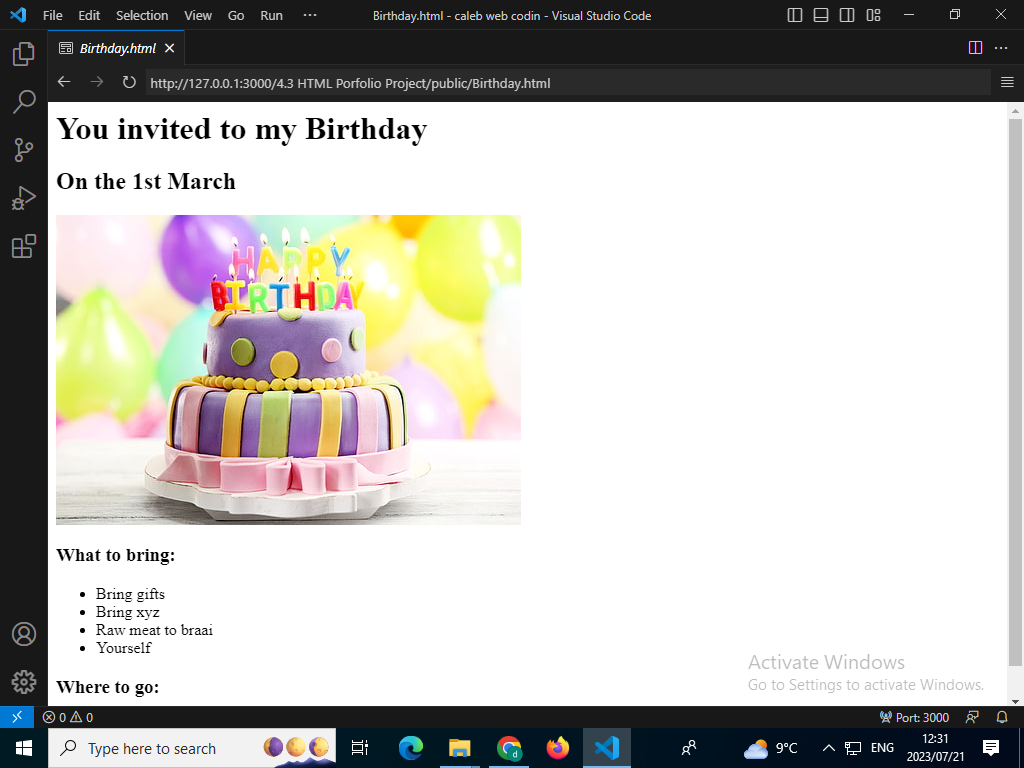 File Edit Selection View Go Run ··· Birthday.html - caleb web codin - Visual Studio Code
Birthday.html
http://127.0.0.1:3000/4.3 HTML Porfolio Project/public/Birthday.html
You invited to my Birthday
On the 1st March
HAPPY
BIRTHDAY
What to bring:
• Bring gifts
• Bring xyz
• Raw meat to braai
• Yourself
Where to go:
Activate Windows
Go to Settings to activate Windows.
0 0 Port: 3000
Type here to search 9°C ENG 12:31
2023/07/21